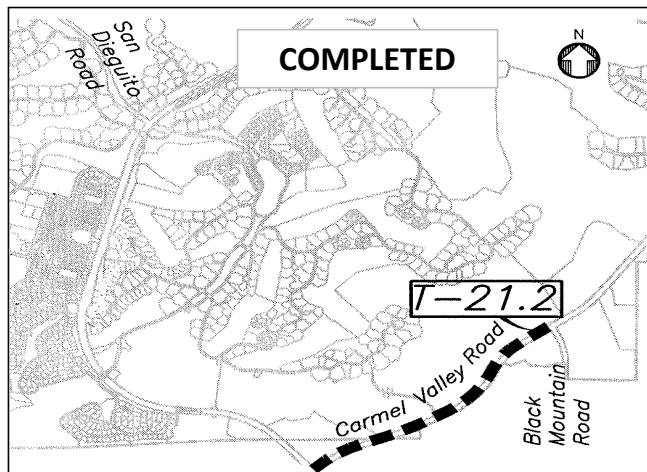 San
Dieguito
Road
COMPLETED
N
T-21.2
Carmel Valley Road
Black
Mountain
Road